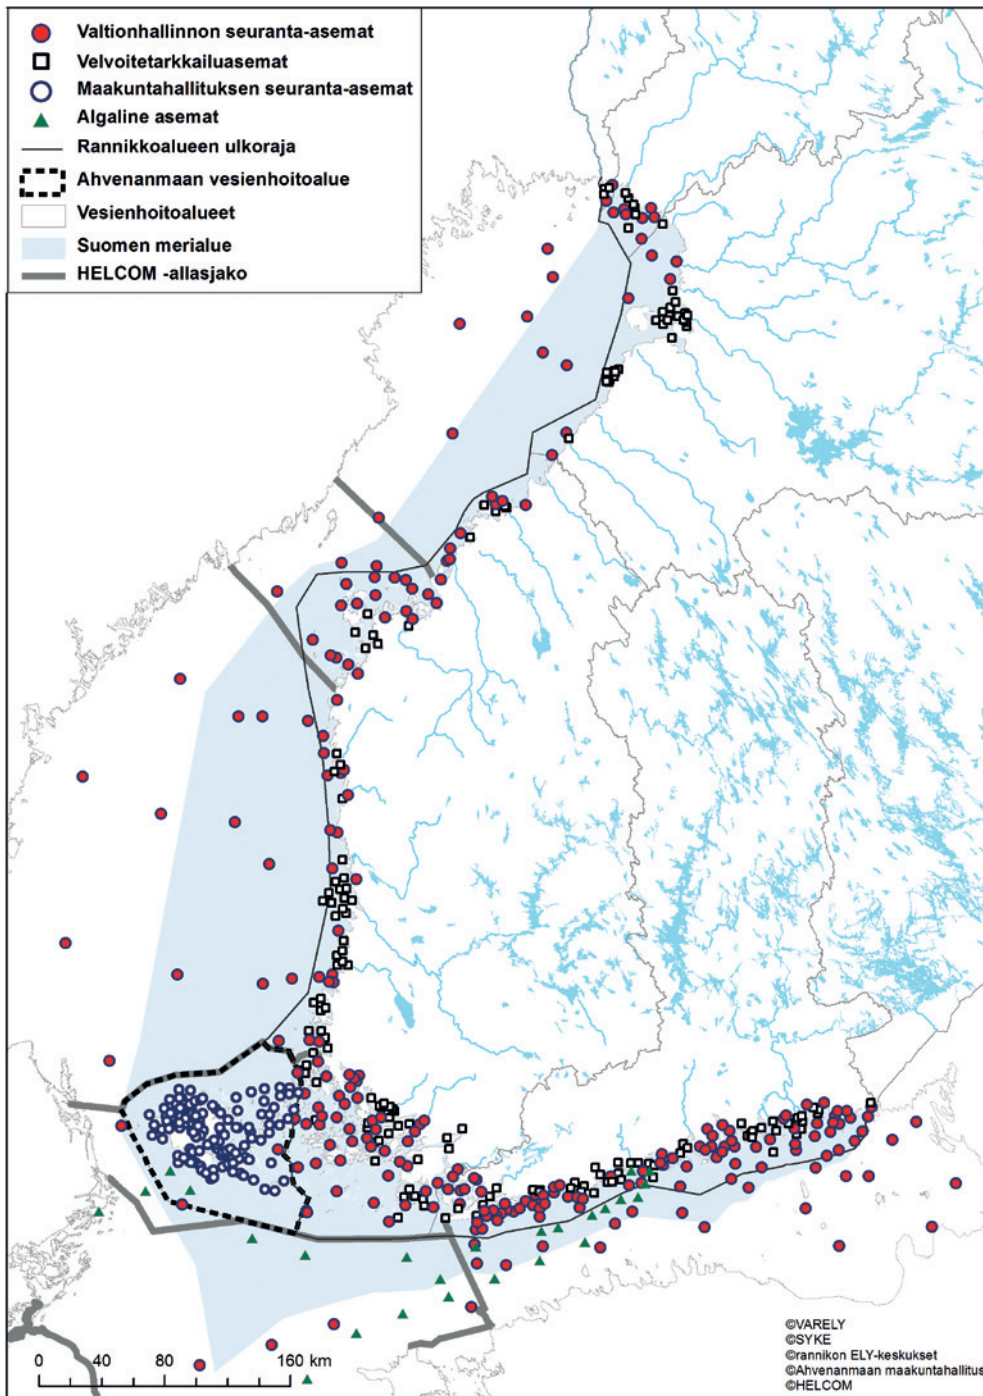 Valtionhallinnon seuranta-asemat
Velvoitetarkkailuasemat
Maakuntahallituksen seuranta-asemat
Algaline asemat
Rannikkoalueen ulkoraja
Ahvenanmaan vesienhoitoalue
Vesienhoitoalueet
Suomen merialue
HELCOM -allasjako
0 40 80 160 km
©VARELY
©SYKE
©rannikon ELY-keskukset
©Ahvenanmaan maakuntahallitus
©HELCOM